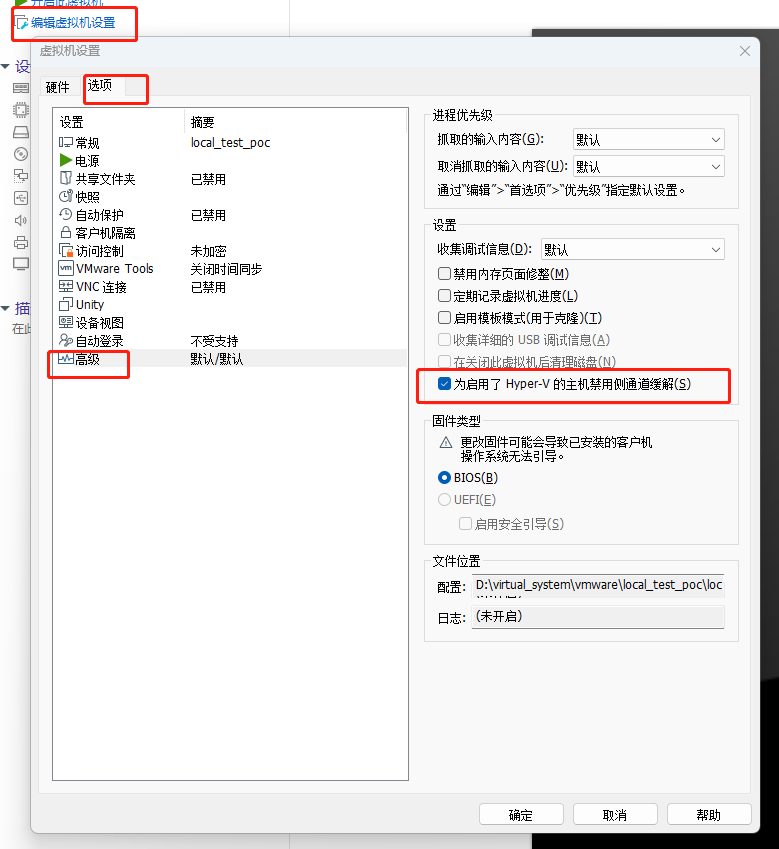 开启此虚拟机
编辑虚拟机设置
虚拟机设置
硬件
选项
设置 摘要
常规 local_test_poc
电源
共享文件夹 已禁用
快照
自动保护 已禁用
客户机隔离
访问控制 未加密
VMware Tools 关闭时间同步
VNC 连接 已禁用
Unity
设备视图
自动登录 不受支持
高级 默认/默认
进程优先级
抓取的输入内容(G): 默认
取消抓取的输入内容(U): 默认
通过“编辑”>“首选项”>“优先级”指定默认设置。
设置
收集调试信息(D): 默认
禁用内存页面修整(M)
定期记录虚拟机进度(L)
启用模板模式(用于克隆)(T)
收集详细的 USB 调试信息(A)
在关闭此虚拟机后清理磁盘(N)
为启用了 Hyper-V 的主机禁用侧通道缓解(S)
固件类型
更改固件可能会导致已安装的客户机
操作系统无法引导。
BIOS(B)
UEFI(E)
启用安全引导(S)
文件位置
配置: D:\virtual_system\vmware\local_test_poc\loc
日志: (未开启)
确定 取消 帮助
设
描
在此